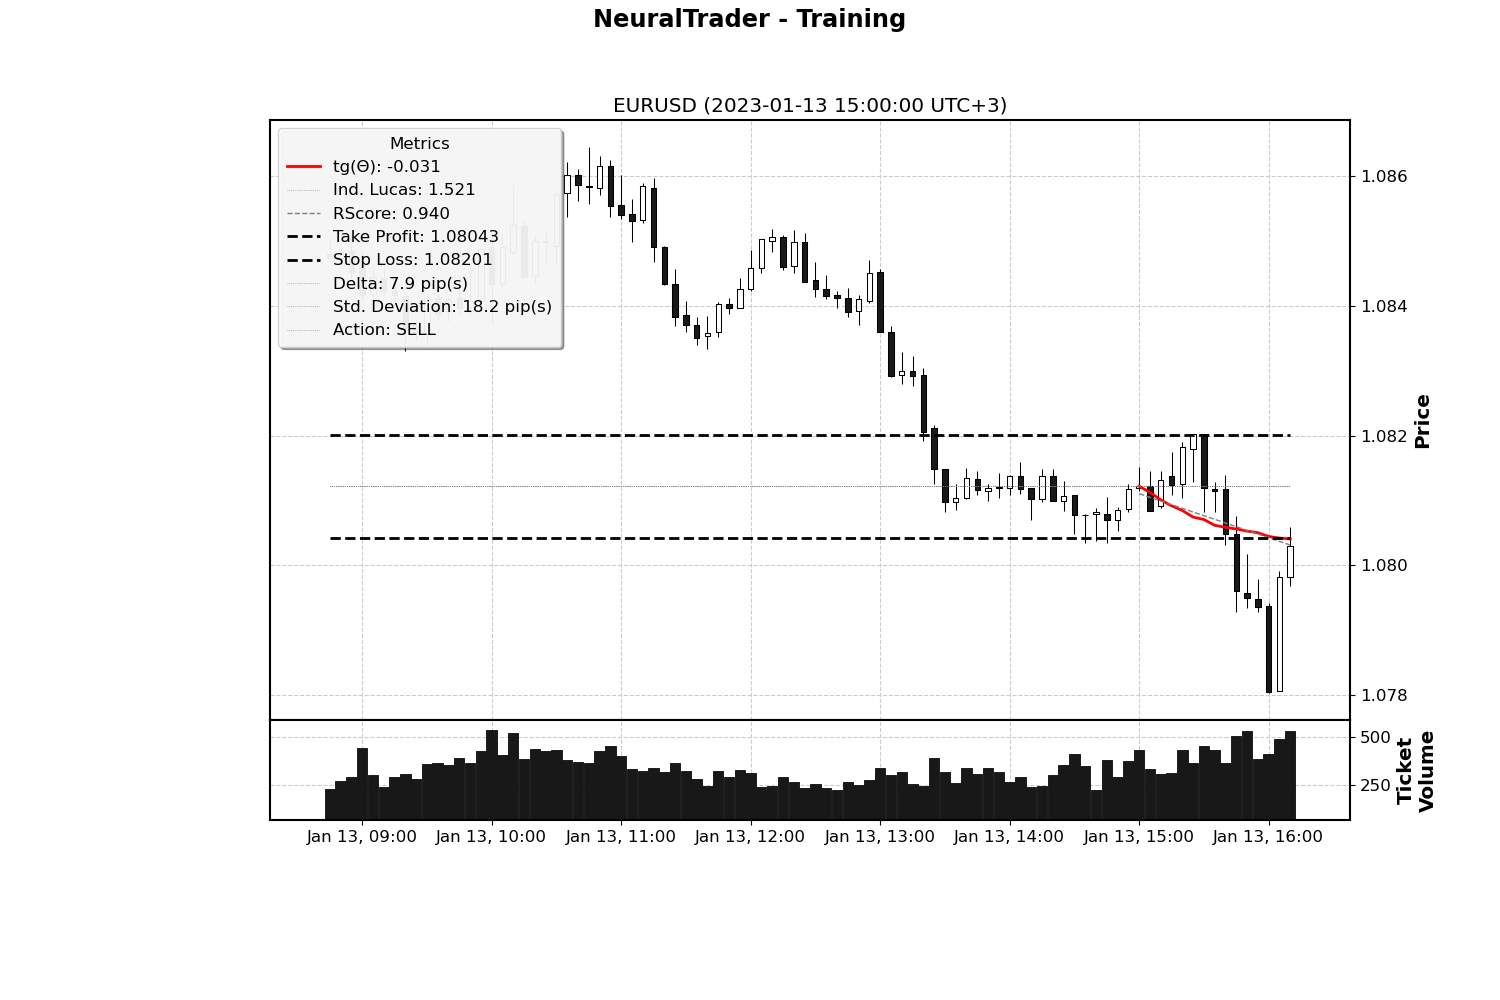 NeuralTrader - Training
EURUSD (2023-01-13 15:00:00 UTC+3)
Metrics
tg(Θ): -0.031
Ind. Lucas: 1.521
RScore: 0.940
Take Profit: 1.08043
Stop Loss: 1.08201
Delta: 7.9 pip(s)
Std. Deviation: 18.2 pip(s)
Action: SELL
1.086
1.084
1.082
1.080
1.078
Price
500
250
Ticket
Volume
Jan 13, 09:00
Jan 13, 10:00
Jan 13, 11:00
Jan 13, 12:00
Jan 13, 13:00
Jan 13, 14:00
Jan 13, 15:00
Jan 13, 16:00